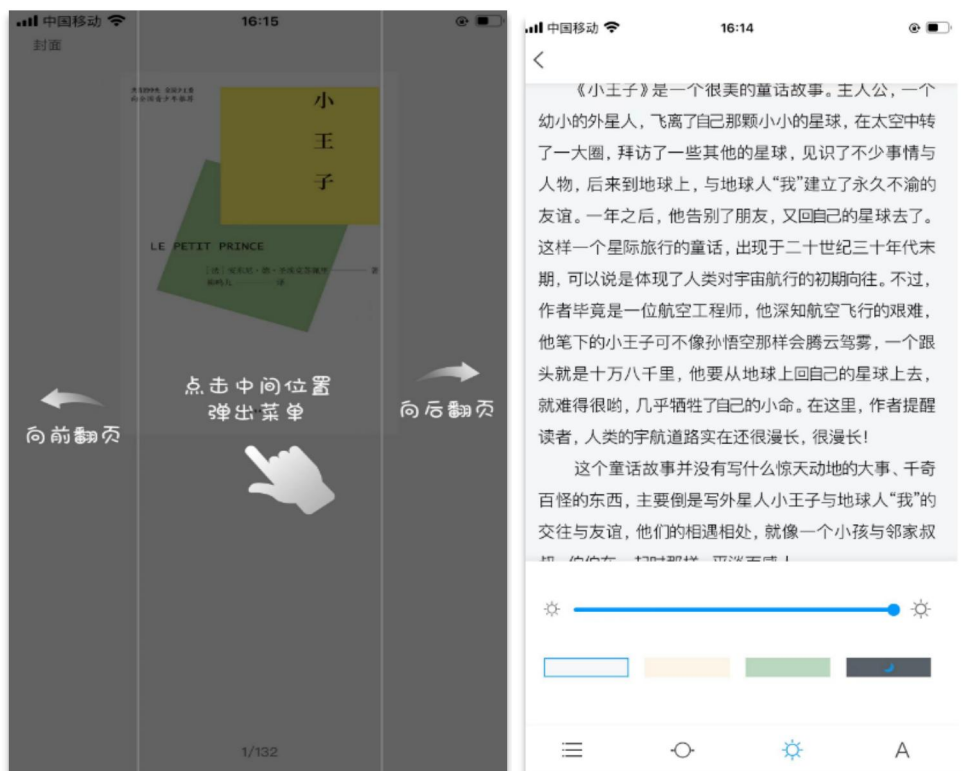 中国移动
16:15
封面
小
王
子
LE PETIT PRINCE
著
译
点击中间位置
弹出菜单
向前翻页
向后翻页
1/132
中国移动
16:14
《小王子》是一个很美的童话故事。主人公，一个
幼小的外星人，飞离了自己那颗小小的星球，在太空中转
了一大圈，拜访了一些其他的星球，见识了不少事情与
人物，后来到地球上，与地球人“我”建立了永久不渝的
友谊。一年之后，他告别了朋友，又回自己的星球去了。
这样一个星际旅行的童话，出现于二十世纪三十年代末
期，可以说是体现了人类对宇宙航行的初期向往。不过，
作者毕竟是一位航空工程师，他深知航空飞行的艰难，
他笔下的小王子可不像孙悟空那样会腾云驾雾，一个跟
头就是十万八千里，他要从地球上回自己的星球上去，
就难得很哟，几乎牺牲了自己的小命。在这里，作者提醒
读者，人类的宇航道路实在还很漫长，很漫长！
这个童话故事并没有写什么惊天动地的大事、千奇
百怪的东西，主要倒是写外星人小王子与地球人“我”的
交往与友谊，他们的相遇相处，就像一个小孩与邻家叔
A